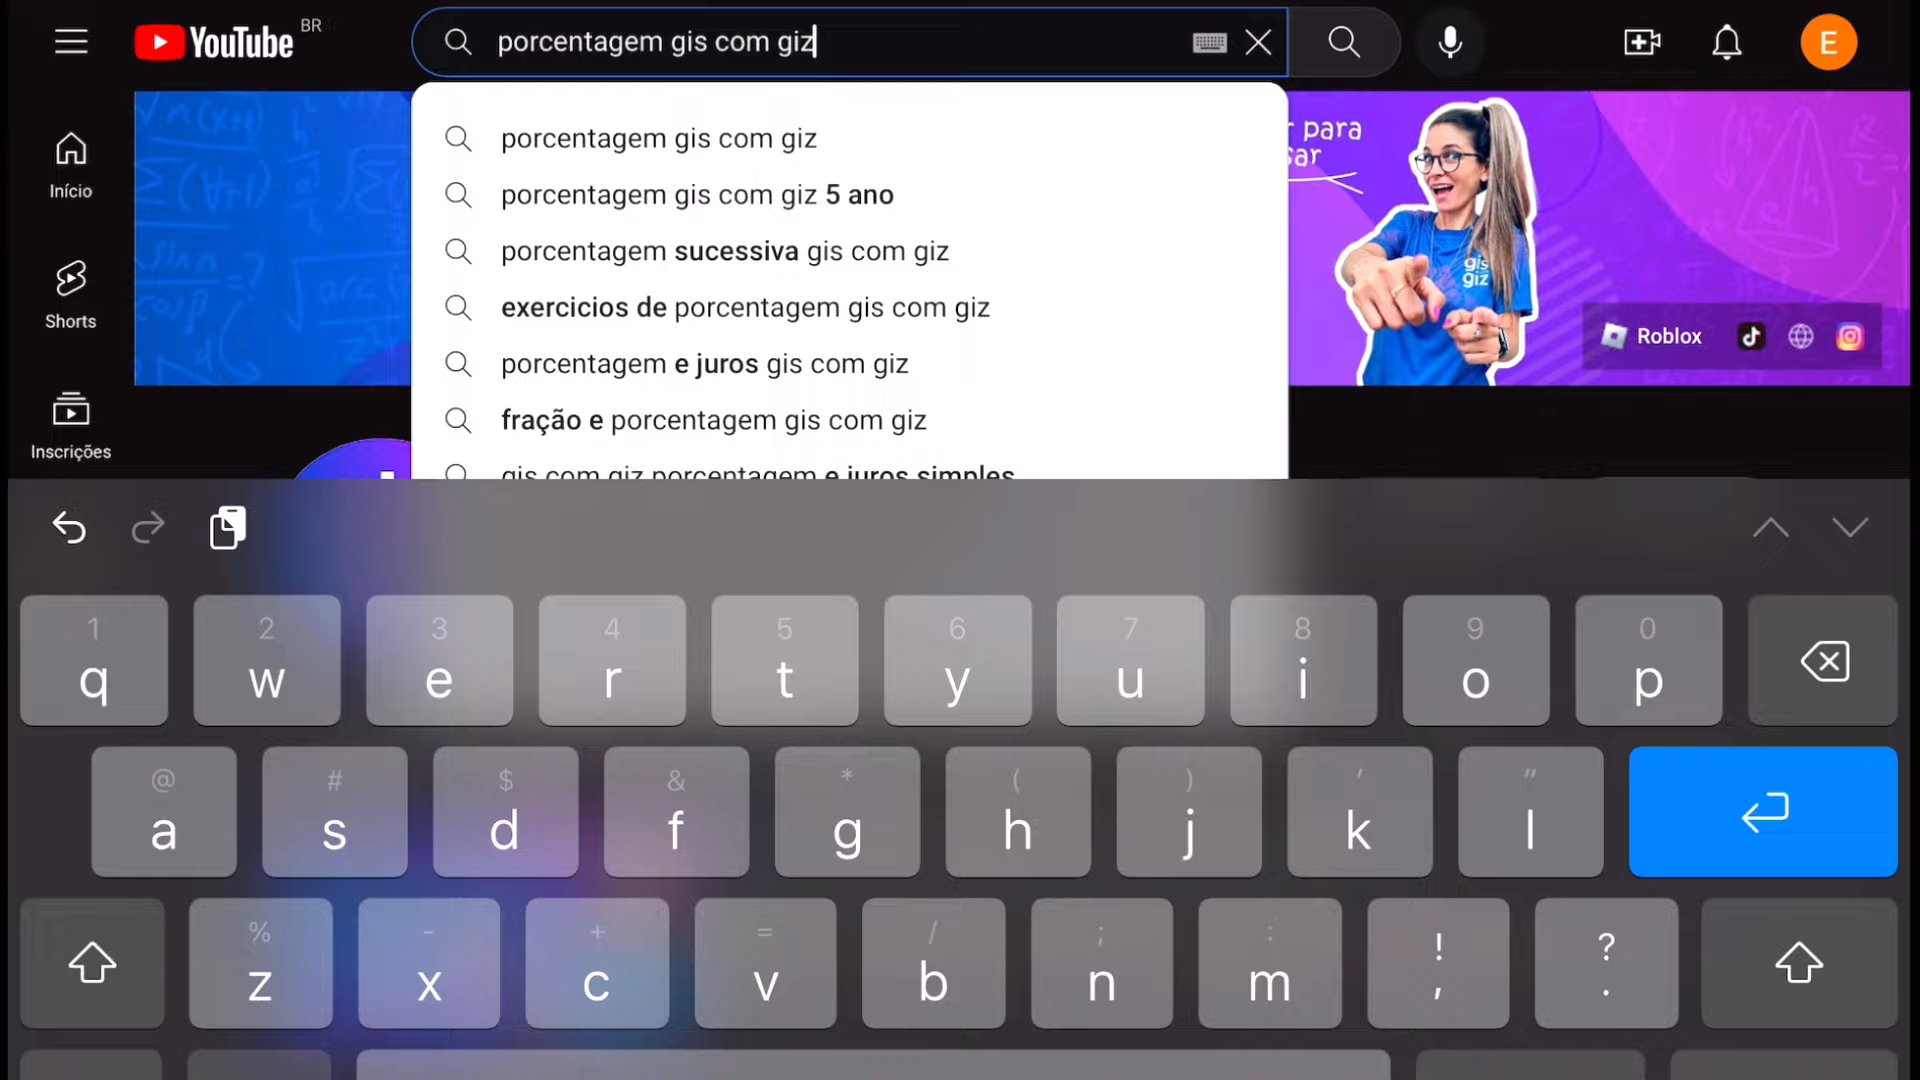 YouTube BR
porcentagem gis com giz
E
Início
Shorts
Inscrições
porcentagem gis com giz
porcentagem gis com giz 5 ano
porcentagem sucessiva gis com giz
exercicios de porcentagem gis com giz
porcentagem e juros gis com giz
fração e porcentagem gis com giz
gis com giz porcentagem e juros simples
para
gis
giz
Roblox
1 2 3 4 5 6 7 8 9 0
q w e r t y u i o p
@ # $ & * ( ) ' "
a s d f g h j k l
% - + = / ; : ! ?
z x c v b n m , .